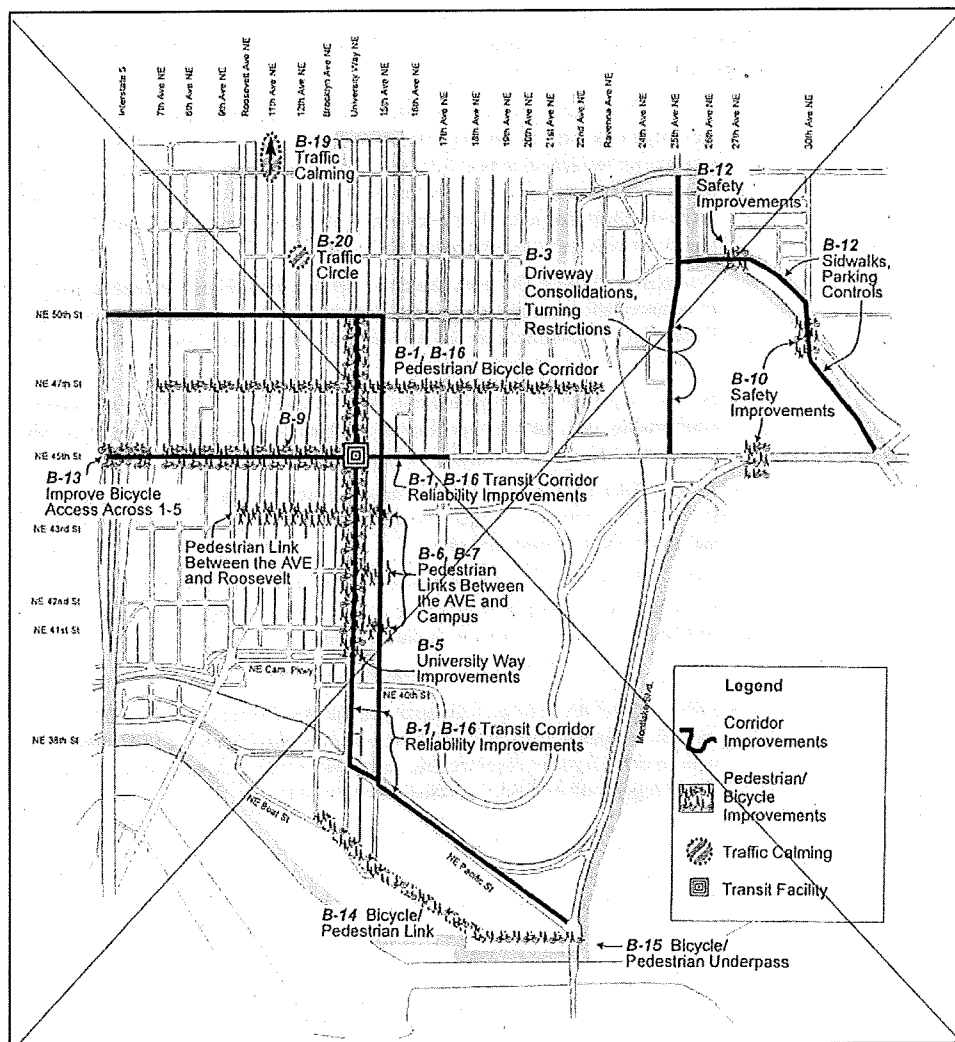 Interstate 5
7th Ave NE
8th Ave NE
9th Ave NE
Roosevelt Ave NE
11th Ave NE
12th Ave NE
Brooklyn Ave NE
University Way NE
15th Ave NE
16th Ave NE
17th Ave NE
18th Ave NE
19th Ave NE
20th Ave NE
21st Ave NE
22nd Ave NE
Ravenna Ave NE
24th Ave NE
25th Ave NE
26th Ave NE
27th Ave NE
30th Ave NE
B-19
Traffic
Calming
B-20
Traffic
Circle
B-3
Driveway
Consolidations,
Turning
Restrictions
B-12
Safety
Improvements
B-12
Sidwalks,
Parking
Controls
NE 50th St
B-1, B-16
Pedestrian/ Bicycle Corridor
NE 47th St
B-10
Safety
Improvements
B-9
NE 45th St
B-13
Improve Bicycle
Access Across 1-5
B-1, B-16 Transit Corridor
Reliability Improvements
NE 43rd St
Pedestrian Link
Between the AVE
and Roosevelt
B-6, B-7
Pedestrian
Links Between
the AVE and
Campus
NE 42nd St
NE 41st St
B-5
University Way
Improvements
NE Cam. Pkwy
NE 40th St
Montlake Blvd.
B-1, B-16 Transit Corridor
Reliability Improvements
NE 38th St
NE Boat St
NE Pacific St
B-14 Bicycle/
Pedestrian Link
B-15 Bicycle/
Pedestrian Underpass
Legend
Corridor
Improvements
Pedestrian/
Bicycle
Improvements
Traffic Calming
Transit Facility